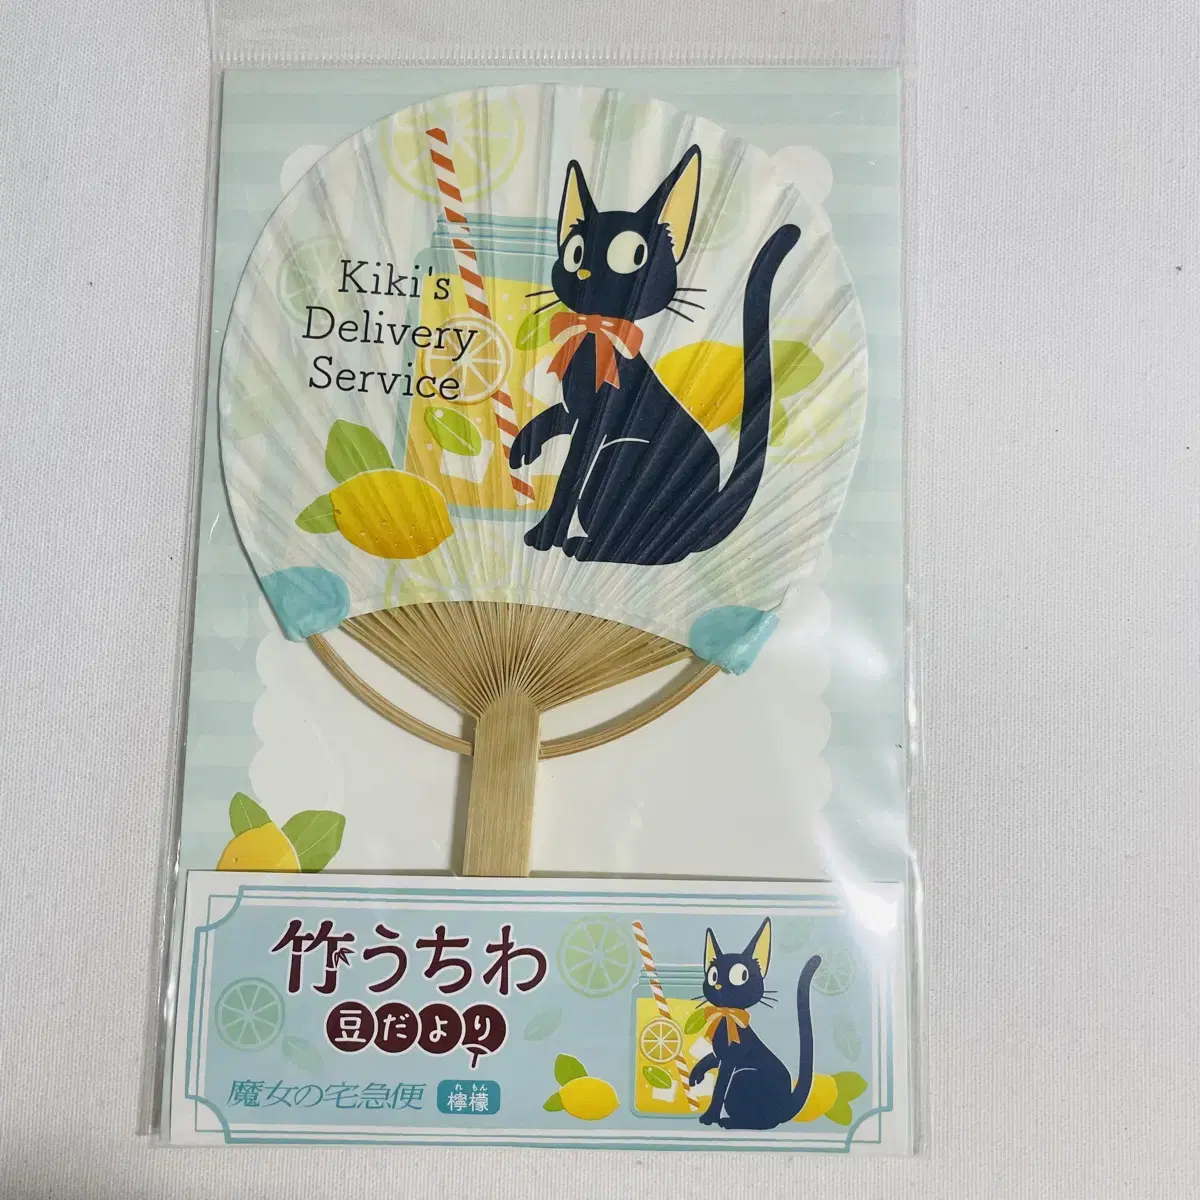 Kiki's
Delivery
Service
竹うちわ
豆だより
魔女の宅急便
れもん
檸檬